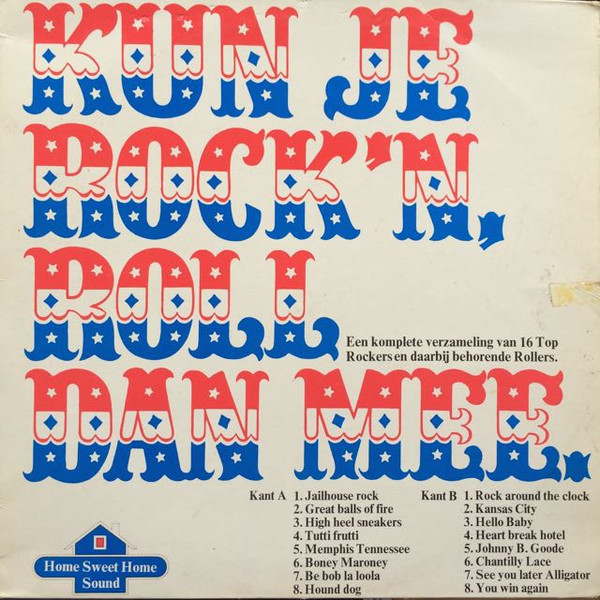 KUN JE
ROCK'N,
ROLL
Een komplete verzameling van 16 Top
Rockers en daarbij behorende Rollers.
DAN MEE.
Kant A 1. Jailhouse rock
2. Great balls of fire
3. High heel sneakers
4. Tutti frutti
5. Memphis Tennessee
6. Boney Maroney
7. Be bob la loola
8. Hound dog
Kant B 1. Rock around the clock
2. Kansas City
3. Hello Baby
4. Heart break hotel
5. Johnny B. Goode
6. Chantilly Lace
7. See you later Alligator
8. You win again
Home Sweet Home
Sound